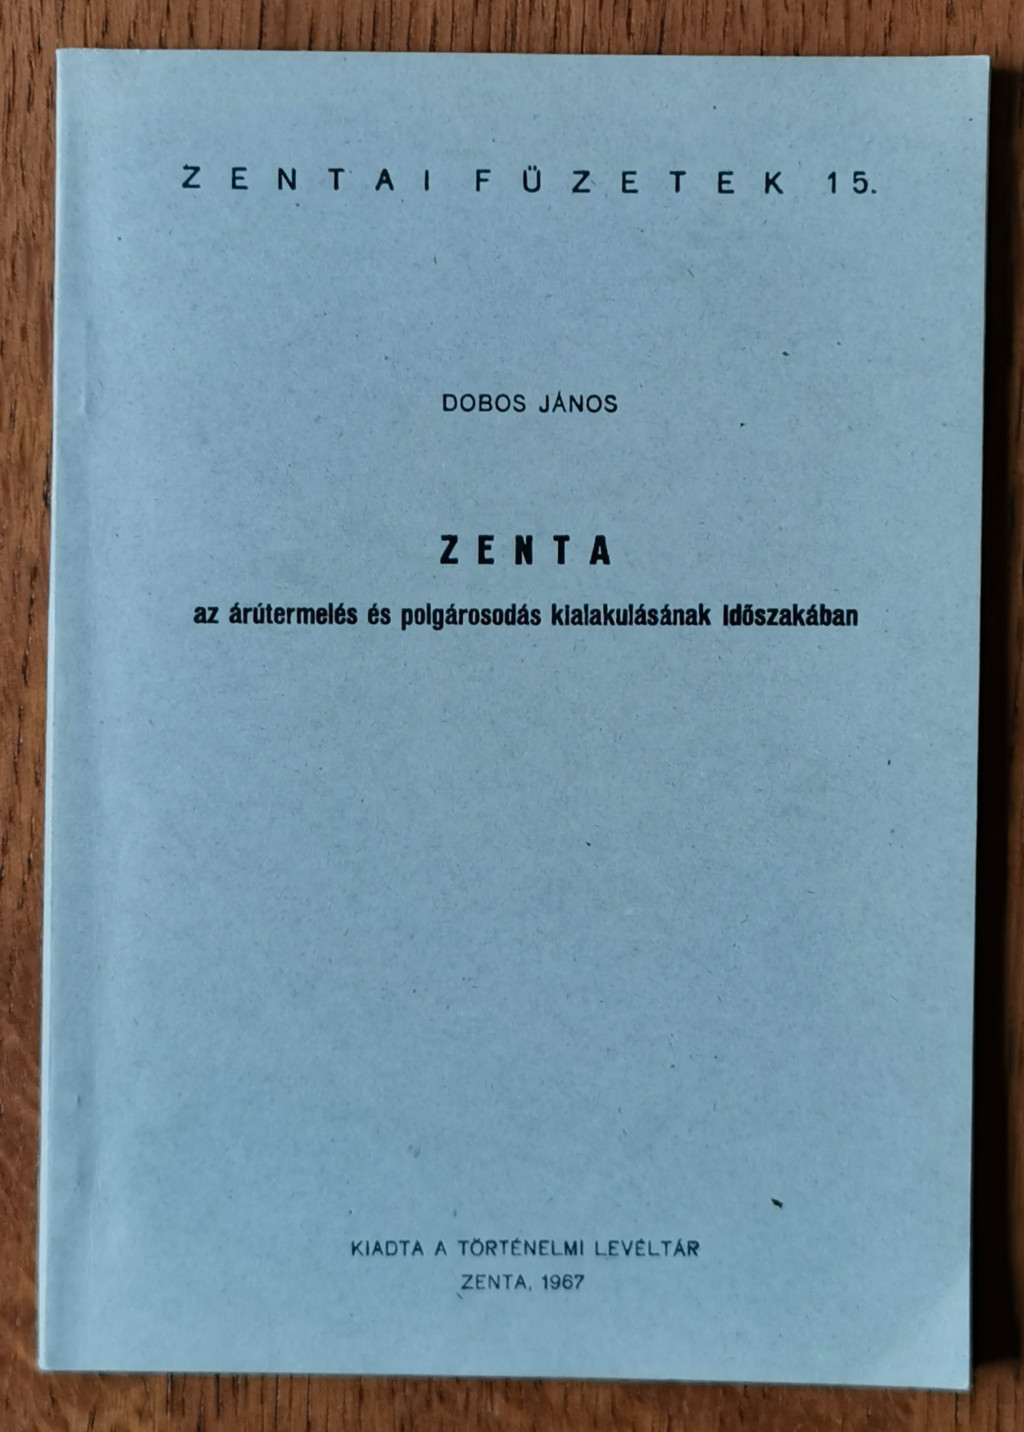 ZENTAI FÜZETEK 15.
DOBOS JÁNOS
ZENTA
az árútermelés és polgárosodás kialakulásának időszakában
KIADTA A TÖRTÉNELMI LEVÉLTÁR
ZENTA, 1967